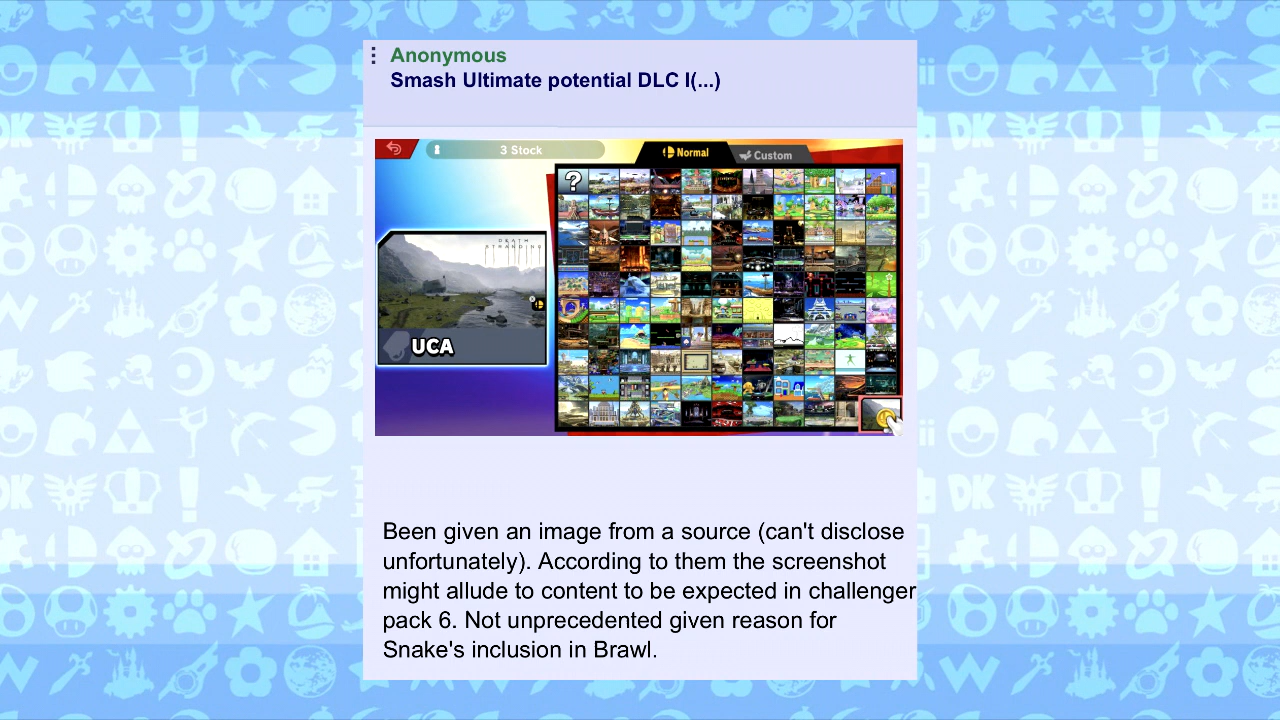 Anonymous
Smash Ultimate potential DLC l(...)
3 Stock
Normal
Custom
?
DEATH
STRANDING
UCA
Been given an image from a source (can't disclose
unfortunately). According to them the screenshot
might allude to content to be expected in challenger
pack 6. Not unprecedented given reason for
Snake's inclusion in Brawl.